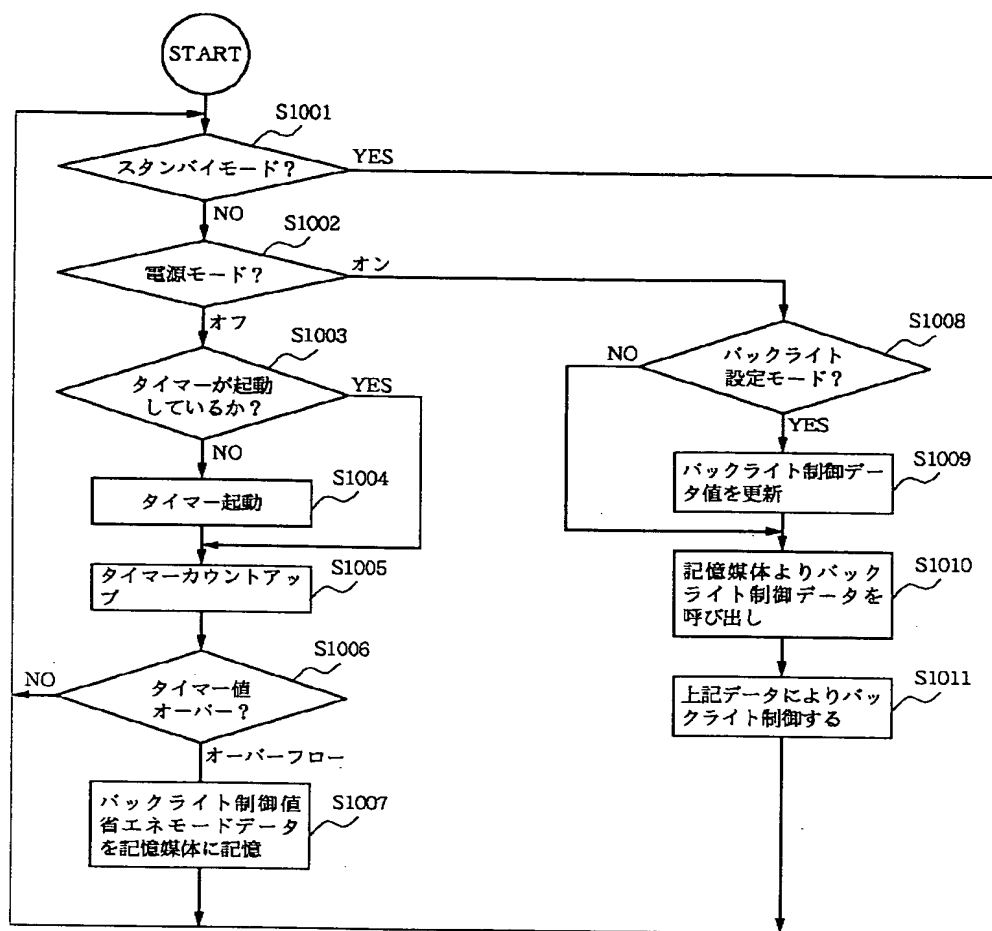 START
S1001
スタンバイモード?
YES
NO
S1002
電源モード?
オン
オフ
S1003
タイマーが起動
しているか?
YES
NO
S1004
タイマー起動
S1005
タイマーカウントアッ
プ
S1006
タイマー値
オーバー?
NO
オーバーフロー
S1007
バックライト制御値
省エネモードデータ
を記憶媒体に記憶
S1008
バックライト
設定モード?
NO
YES
S1009
バックライト制御デー
タ値を更新
S1010
記憶媒体よりバック
ライト制御データを
呼び出し
S1011
上記データによりバッ
クライト制御する